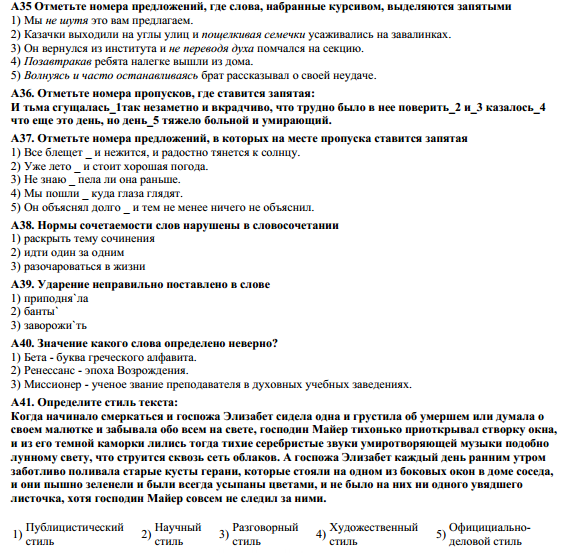 А35 Отметьте номера предложений, где слова, набранные курсивом, выделяются запятыми
1) Мы не шутя это вам предлагаем.
2) Казачки выходили на углы улиц и пощелкивая семечки усаживались на завалинках.
3) Он вернулся из института и не переводя духа помчался на секцию.
4) Позавтракав ребята налегке вышли из дома.
5) Волнуясь и часто останавливаясь брат рассказывал о своей неудаче.
А36. Отметьте номера пропусков, где ставится запятая:
И тьма сгущалась_1так незаметно и вкрадчиво, что трудно было в нее поверить_2 и_3 казалось_4
что еще это день, но день_5 тяжело больной и умирающий.
А37. Отметьте номера предложений, в которых на месте пропуска ставится запятая
1) Все блещет _ и нежится, и радостно тянется к солнцу.
2) Уже лето _ и стоит хорошая погода.
3) Не знаю _ пела ли она раньше.
4) Мы пошли _ куда глаза глядят.
5) Он объяснял долго _ и тем не менее ничего не объяснил.
А38. Нормы сочетаемости слов нарушены в словосочетании
1) раскрыть тему сочинения
2) идти один за одним
3) разочароваться в жизни
А39. Ударение неправильно поставлено в слове
1) приподня`ла
2) банты`
3) заворожи`ть
А40. Значение какого слова определено неверно?
1) Бета - буква греческого алфавита.
2) Ренессанс - эпоха Возрождения.
3) Миссионер - ученое звание преподавателя в духовных учебных заведениях.
А41. Определите стиль текста:
Когда начинало смеркаться и госпожа Элизабет сидела одна и грустила об умершем или думала о
своем малютке и забывала обо всем на свете, господин Майер тихонько приоткрывал створку окна,
и из его темной каморки лились тогда тихие серебристые звуки умиротворяющей музыки подобно
лунному свету, что струится сквозь сеть облаков. А госпожа Элизабет каждый день ранним утром
заботливо поливала старые кусты герани, которые стояли на одном из боковых окон в доме соседа,
и они пышно зеленели и были всегда усыпаны цветами, и не было на них ни одного увядшего
листочка, хотя господин Майер совсем не следил за ними.
1) Публицистический стиль 2) Научный стиль 3) Разговорный стиль 4) Художественный стиль 5) Официциально-деловой стиль